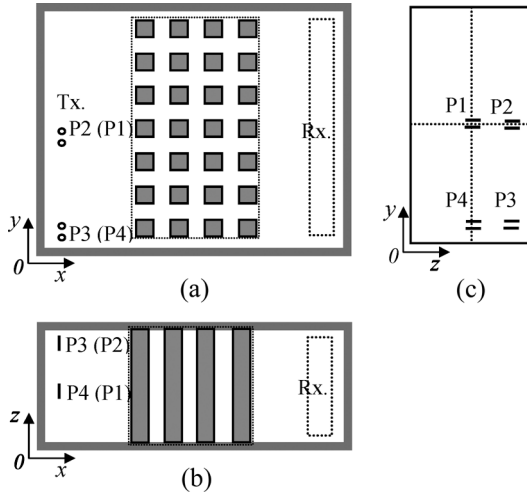 Tx.
P2 (P1)
Rx.
P3 (P4)
y
0
x
(a)
P1
P2
P4
P3
y
0
z
(c)
P3 (P2)
P4 (P1)
Rx.
z
0
x
(b)